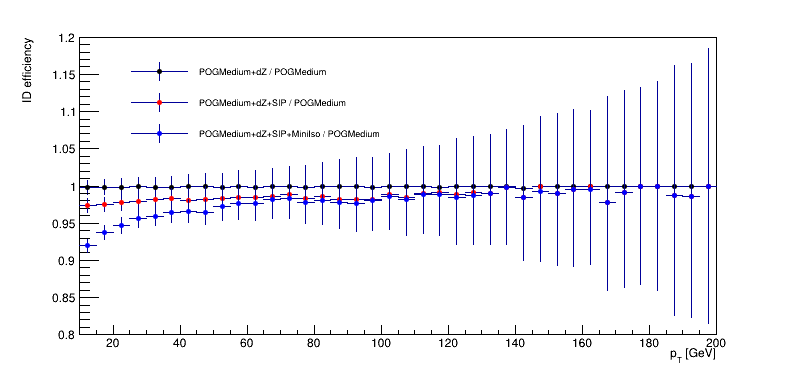 ID efficiency
1.2
1.15
1.1
1.05
1
0.95
0.9
0.85
0.8
POGMedium+dZ / POGMedium
POGMedium+dZ+SIP / POGMedium
POGMedium+dZ+SIP+MiniIso / POGMedium
20 40 60 80 100 120 140 160 180 200
p_T [GeV]